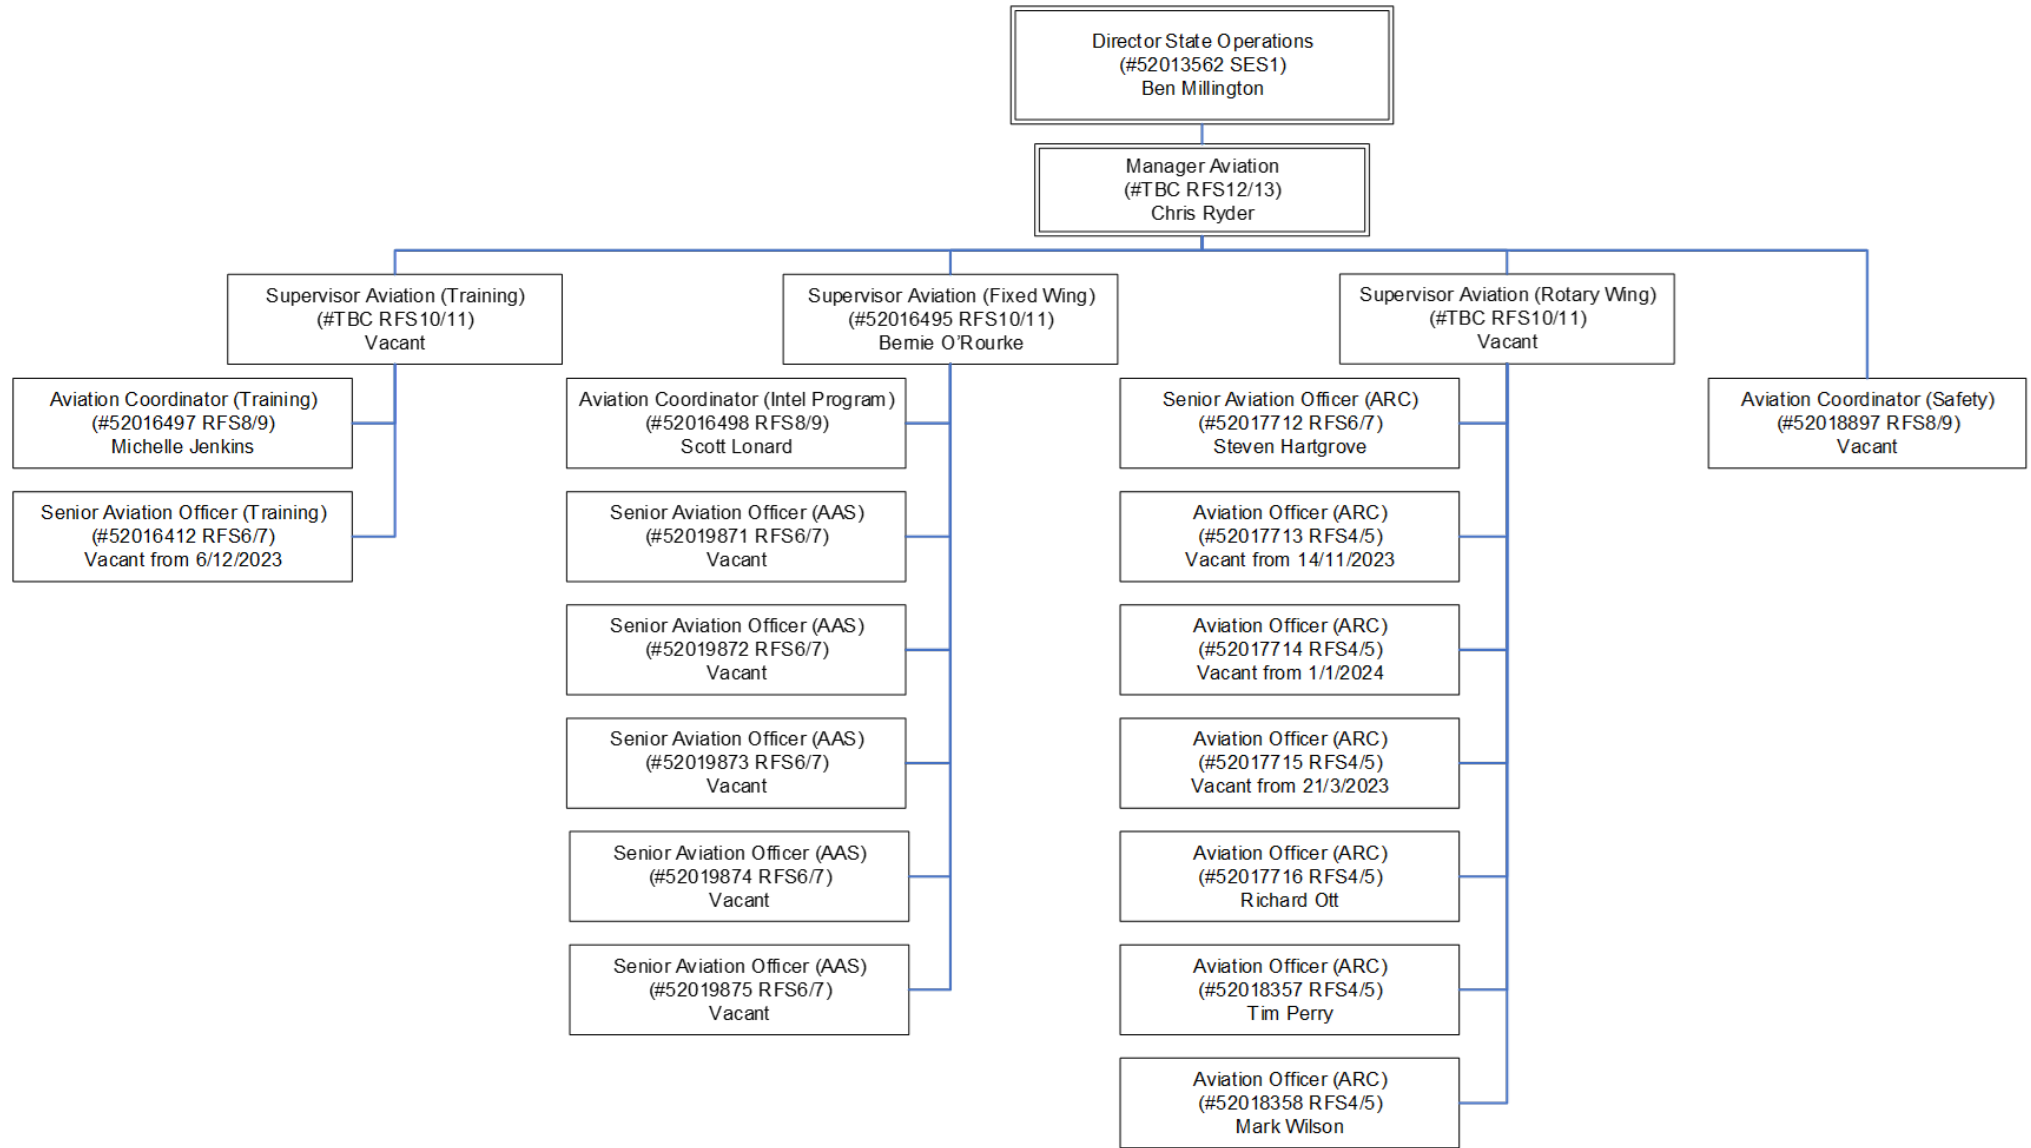 Director State Operations
(#52013562 SES1)
Ben Millington
Manager Aviation
(#TBC RFS12/13)
Chris Ryder
Supervisor Aviation (Training)
(#TBC RFS10/11)
Vacant
Supervisor Aviation (Fixed Wing)
(#52016495 RFS10/11)
Bernie O'Rourke
Supervisor Aviation (Rotary Wing)
(#TBC RFS10/11)
Vacant
Aviation Coordinator (Training)
(#52016497 RFS8/9)
Michelle Jenkins
Senior Aviation Officer (Training)
(#52016412 RFS6/7)
Vacant from 6/12/2023
Aviation Coordinator (Intel Program)
(#52016498 RFS8/9)
Scott Lonard
Senior Aviation Officer (AAS)
(#52019871 RFS6/7)
Vacant
Senior Aviation Officer (AAS)
(#52019872 RFS6/7)
Vacant
Senior Aviation Officer (AAS)
(#52019873 RFS6/7)
Vacant
Senior Aviation Officer (AAS)
(#52019874 RFS6/7)
Vacant
Senior Aviation Officer (AAS)
(#52019875 RFS6/7)
Vacant
Senior Aviation Officer (ARC)
(#52017712 RFS6/7)
Steven Hartgrove
Aviation Officer (ARC)
(#52017713 RFS4/5)
Vacant from 14/11/2023
Aviation Officer (ARC)
(#52017714 RFS4/5)
Vacant from 1/1/2024
Aviation Officer (ARC)
(#52017715 RFS4/5)
Vacant from 21/3/2023
Aviation Officer (ARC)
(#52017716 RFS4/5)
Richard Ott
Aviation Officer (ARC)
(#52018357 RFS4/5)
Tim Perry
Aviation Officer (ARC)
(#52018358 RFS4/5)
Mark Wilson
Aviation Coordinator (Safety)
(#52018897 RFS8/9)
Vacant